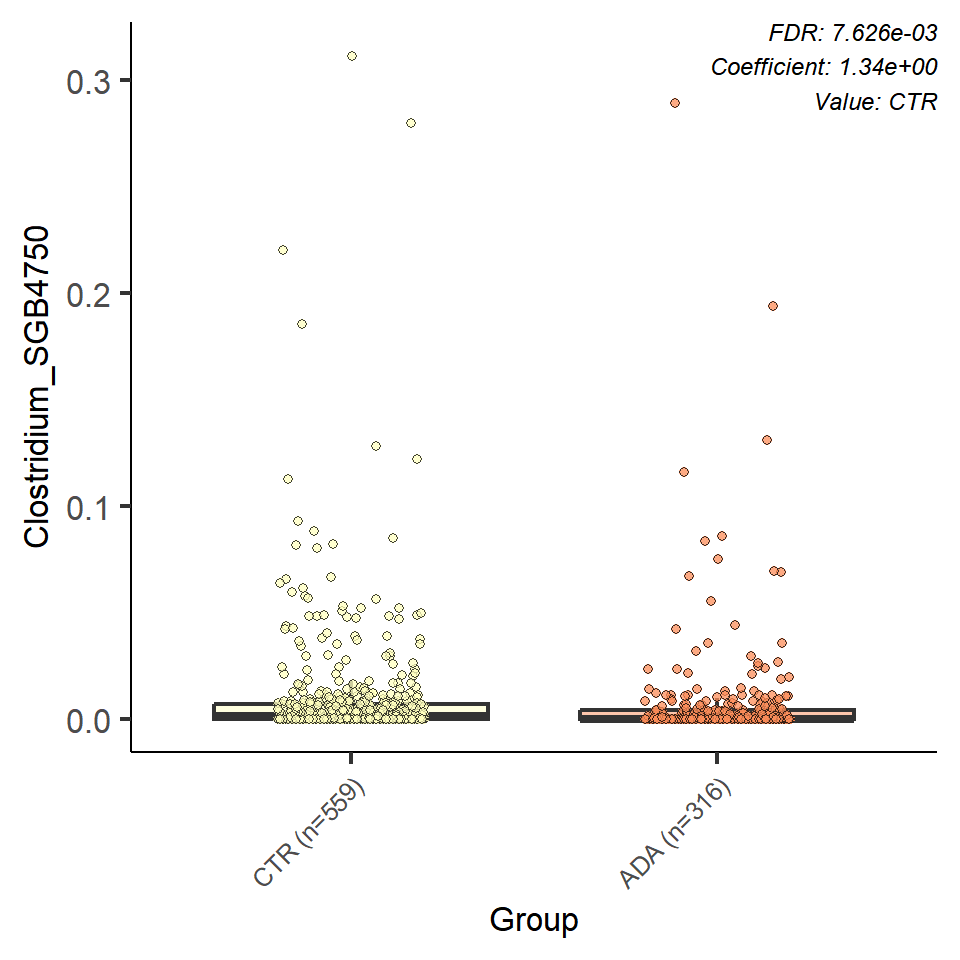 FDR: 7.626e-03
Coefficient: 1.34e+00
Value: CTR
Clostridium_SGB4750
0.3
0.2
0.1
0.0
CTR (n=559)
ADA (n=316)
Group